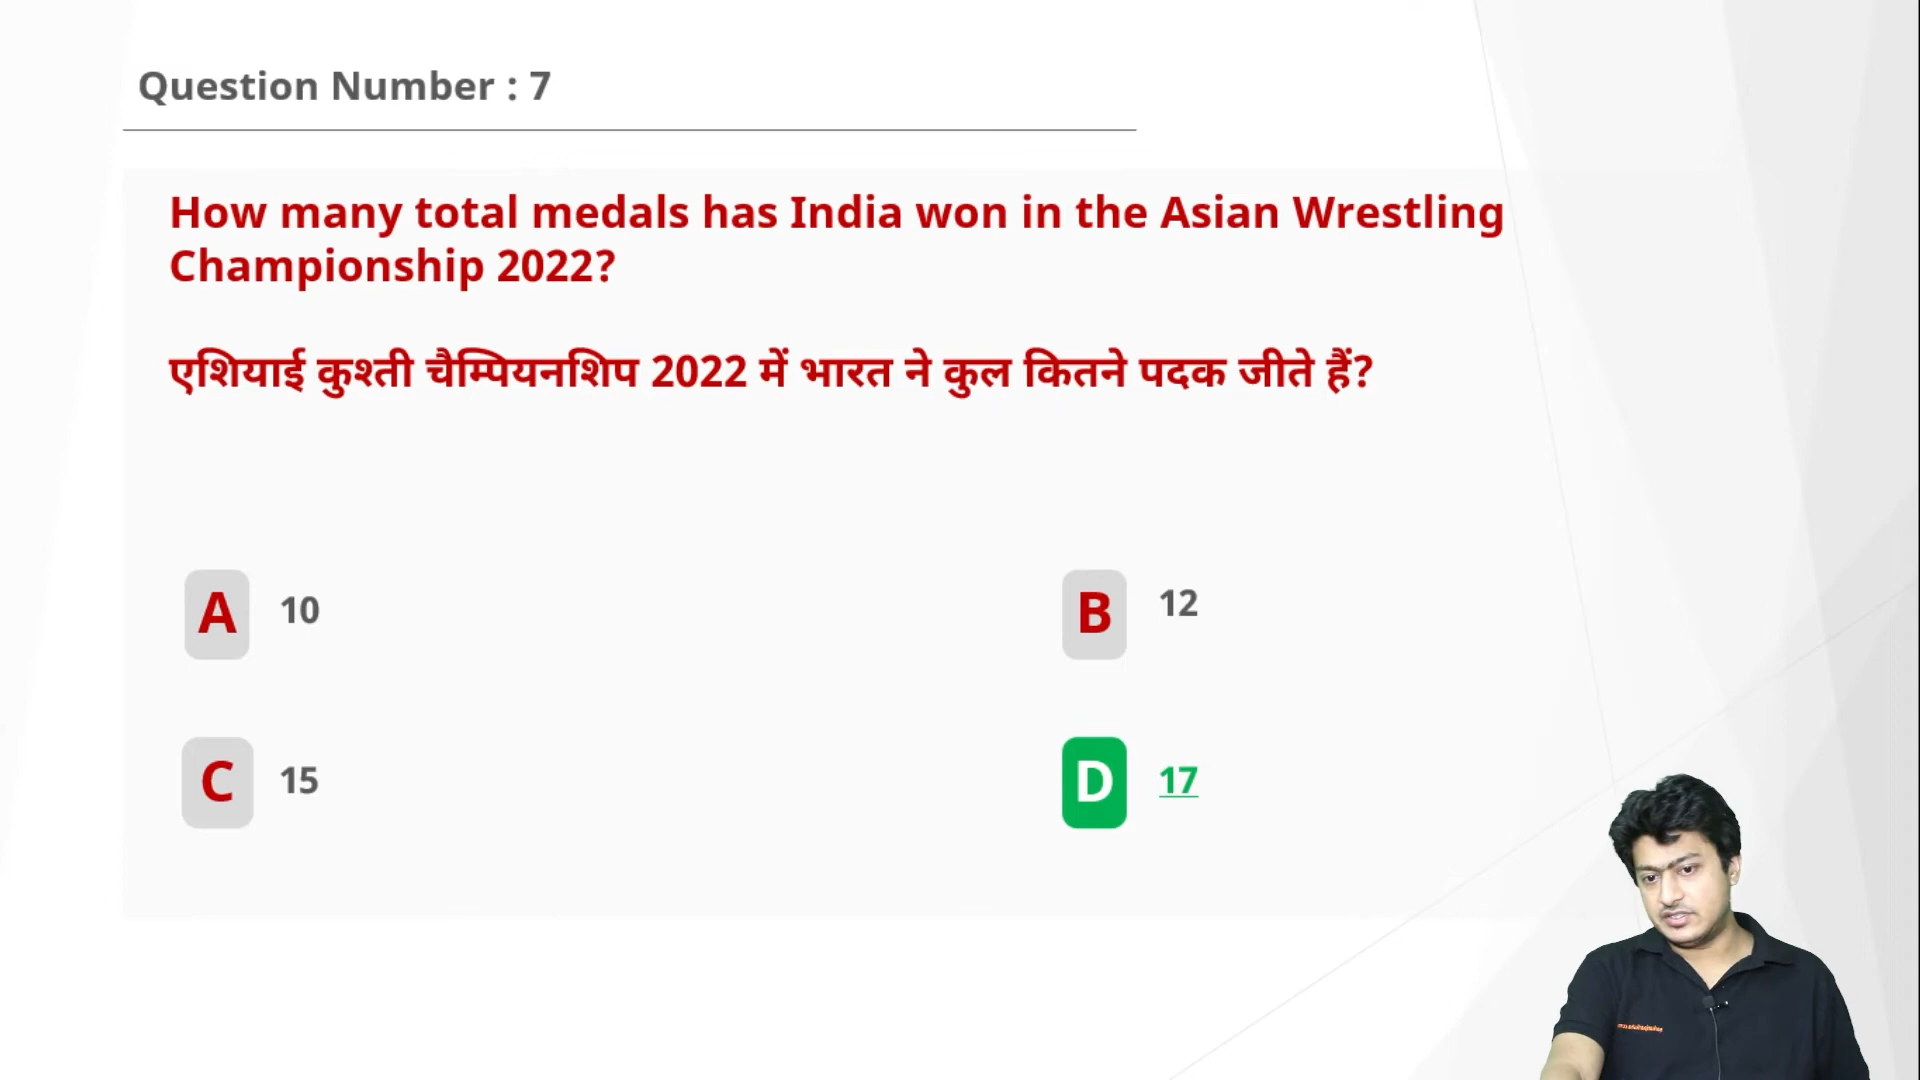 Question Number : 7
How many total medals has India won in the Asian Wrestling
Championship 2022?
एशियाई कुश्ती चैम्पियनशिप 2022 में भारत ने कुल कितने पदक जीते हैं?
A 10
B 12
C 15
D 17